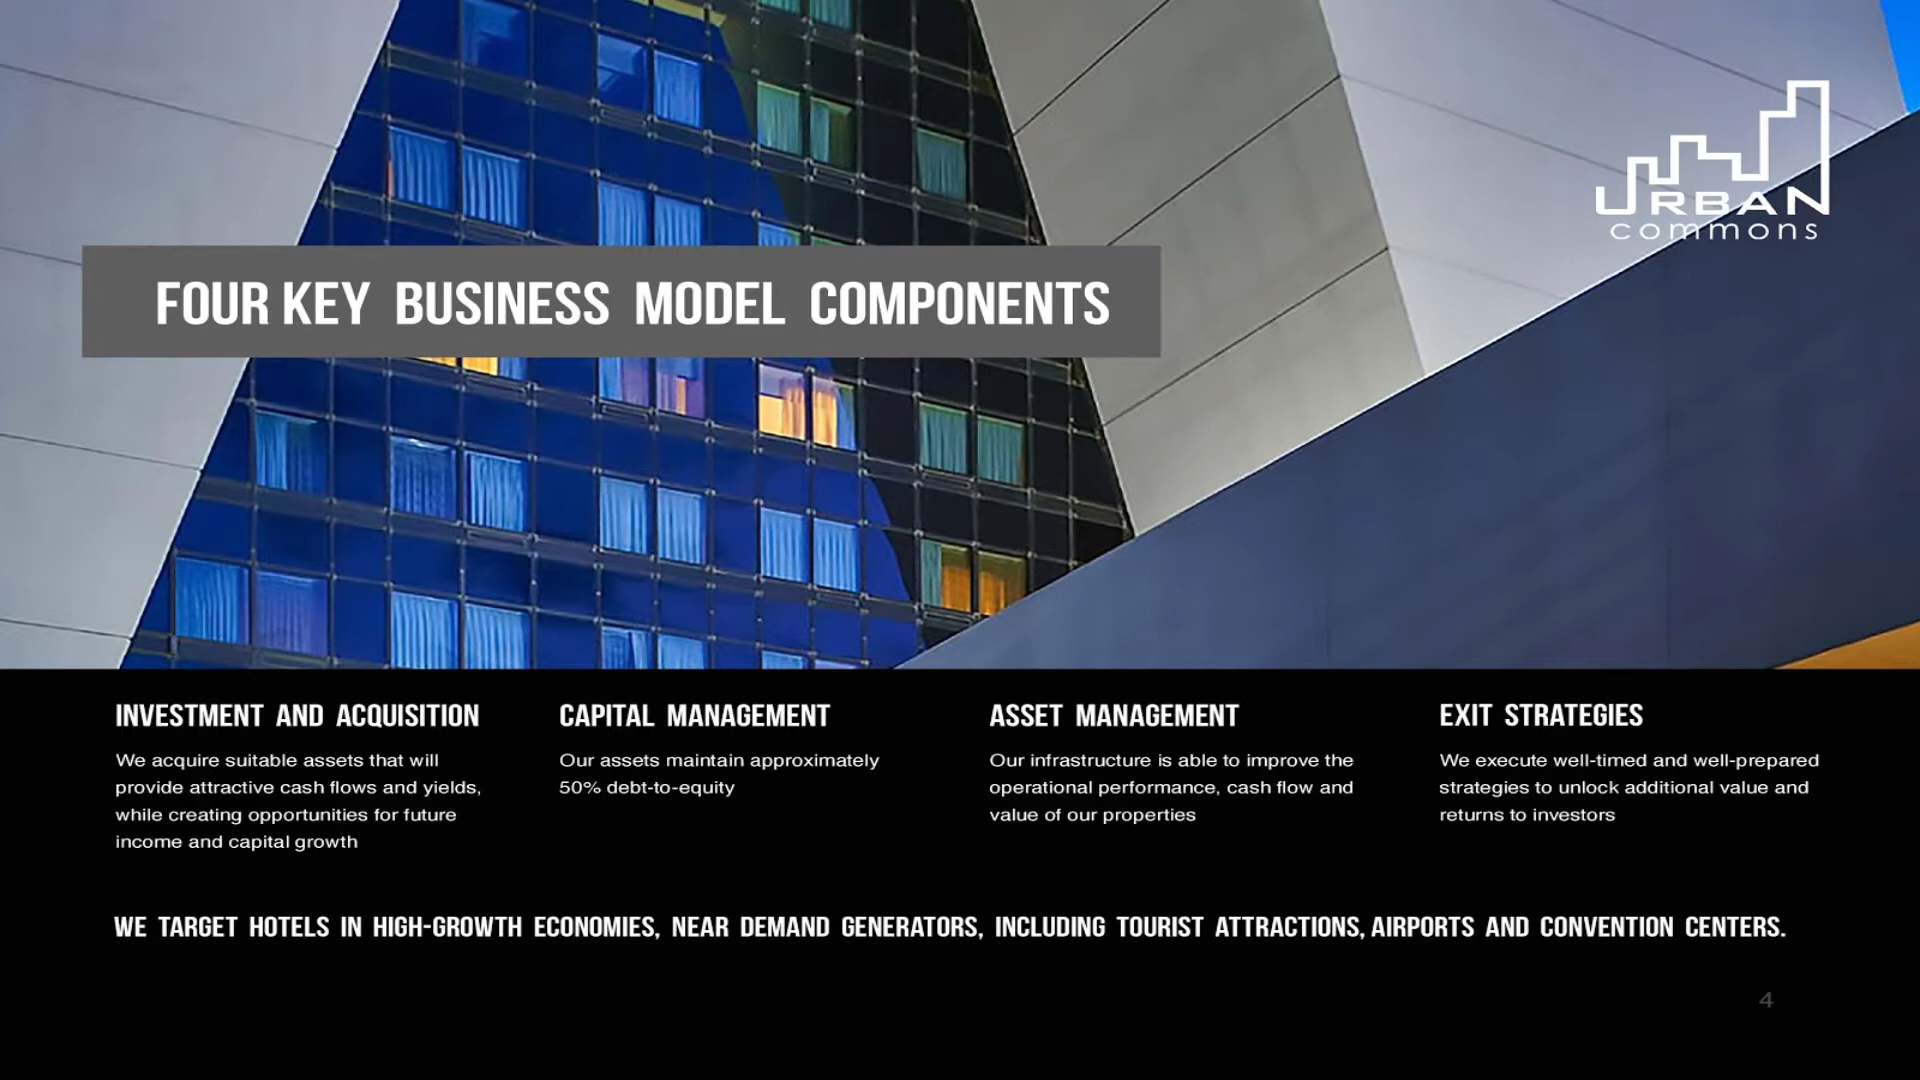 URBAN
commons
FOUR KEY BUSINESS MODEL COMPONENTS
INVESTMENT AND ACQUISITION
We acquire suitable assets that will
provide attractive cash flows and yields,
while creating opportunities for future
income and capital growth
CAPITAL MANAGEMENT
Our assets maintain approximately
50% debt-to-equity
ASSET MANAGEMENT
Our infrastructure is able to improve the
operational performance, cash flow and
value of our properties
EXIT STRATEGIES
We execute well-timed and well-prepared
strategies to unlock additional value and
returns to investors
WE TARGET HOTELS IN HIGH-GROWTH ECONOMIES, NEAR DEMAND GENERATORS, INCLUDING TOURIST ATTRACTIONS, AIRPORTS AND CONVENTION CENTERS.
4